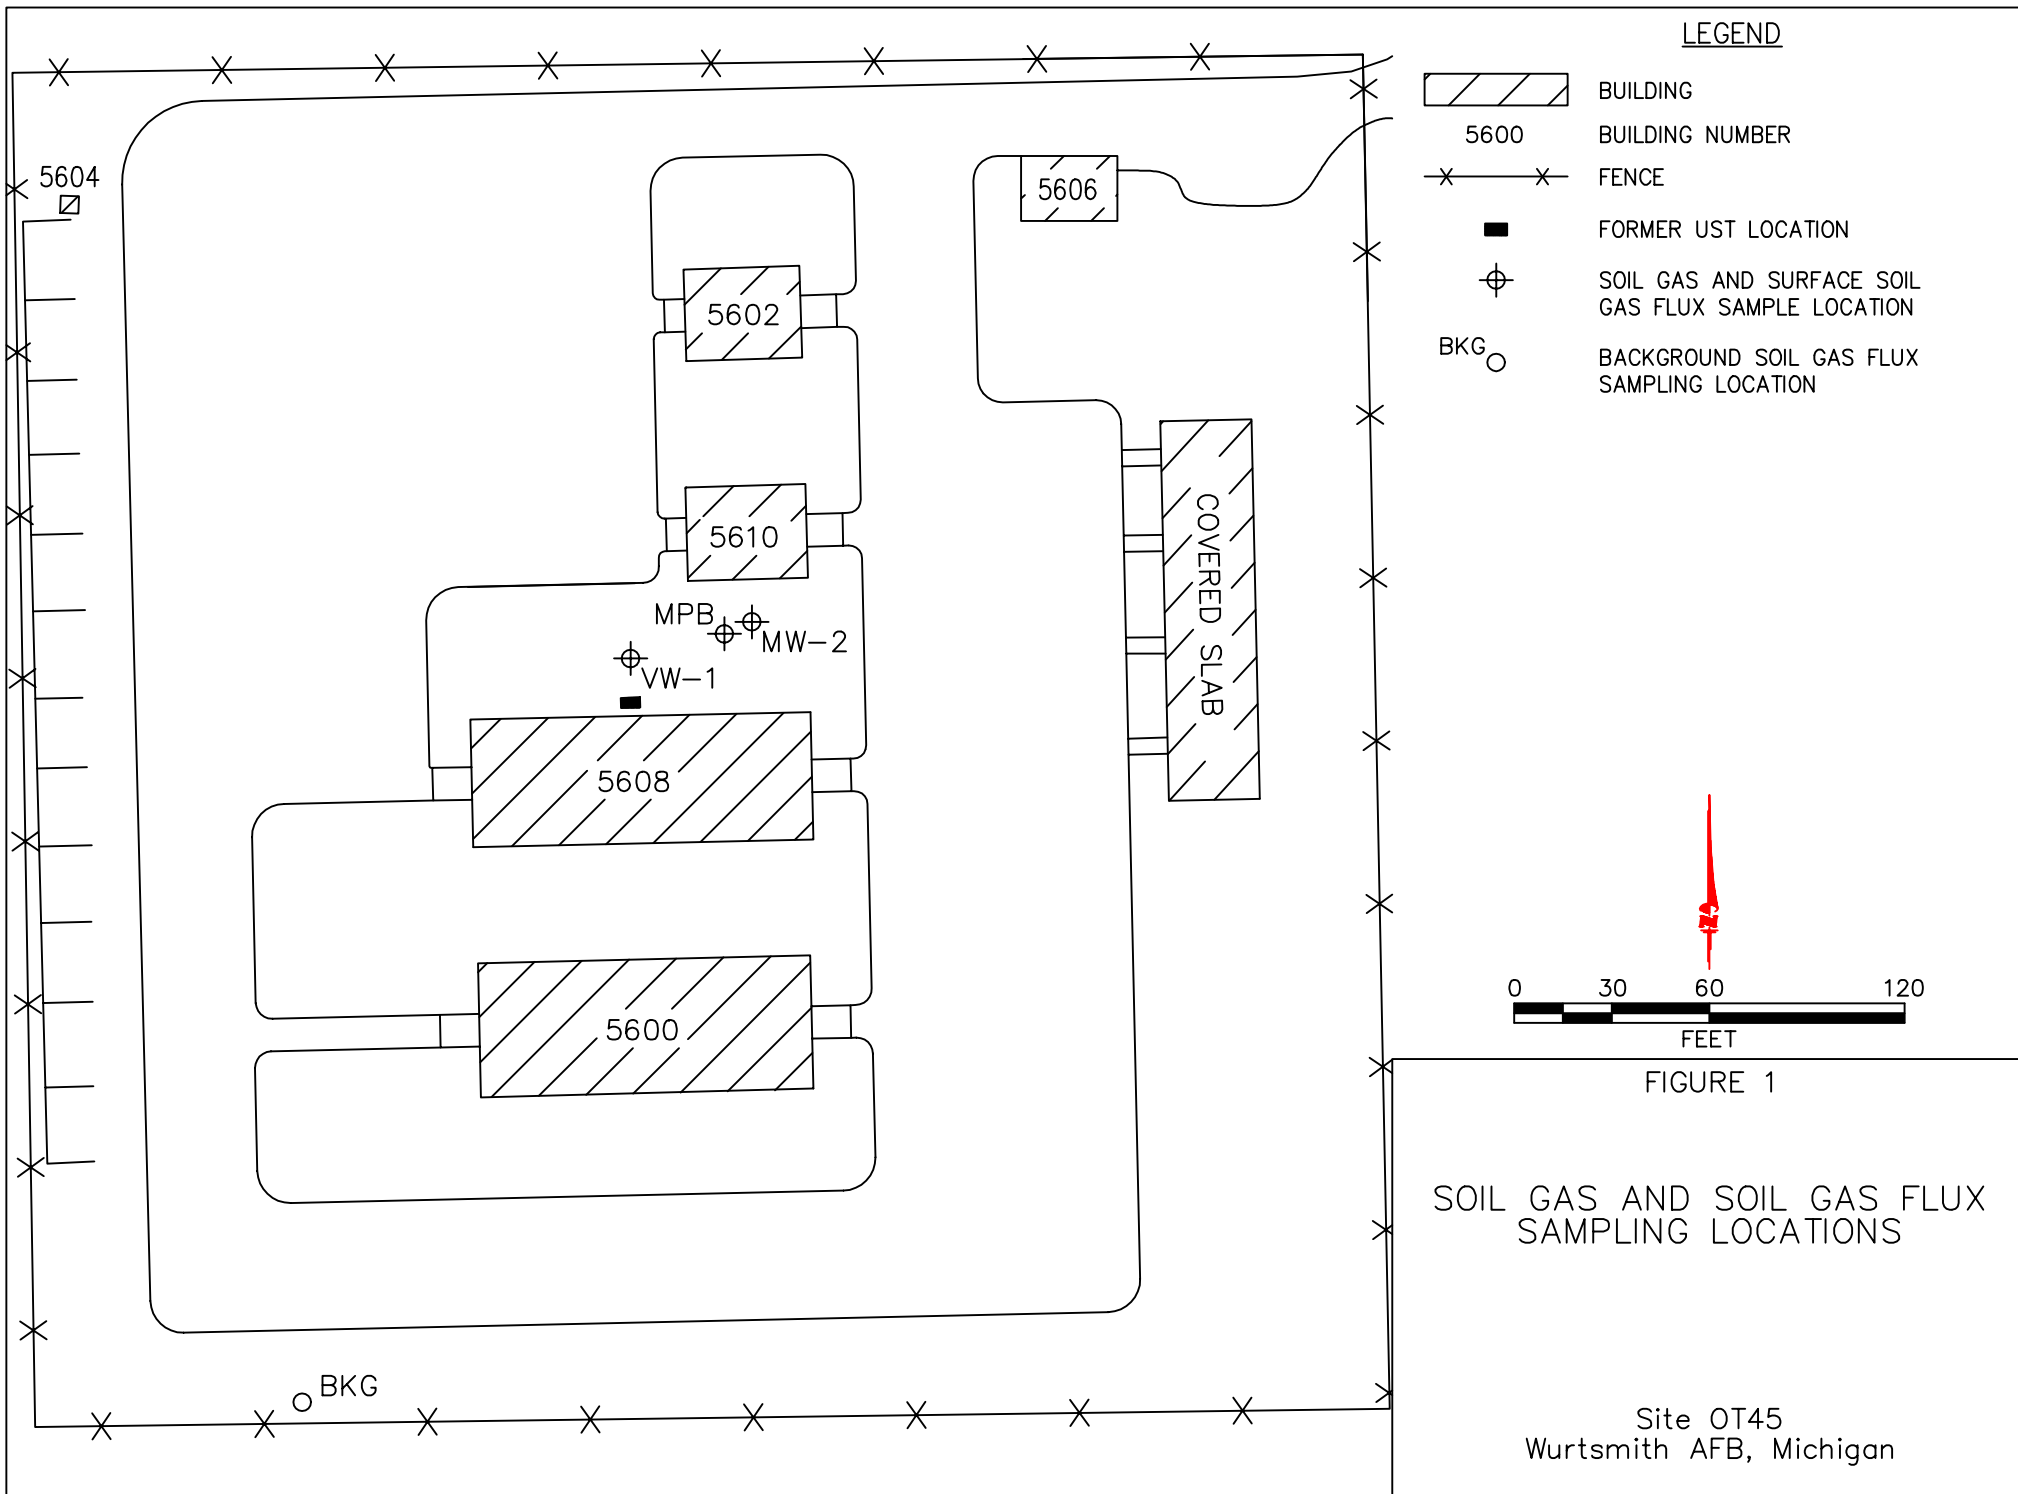 LEGEND
BUILDING
5600
BUILDING NUMBER
FENCE
FORMER UST LOCATION
SOIL GAS AND SURFACE SOIL
GAS FLUX SAMPLE LOCATION
BKG
BACKGROUND SOIL GAS FLUX
SAMPLING LOCATION
5604
5606
5602
5610
MPB
MW-2
VW-1
COVERED SLAB
5608
5600
BKG
N
0 30 60 120
FEET
FIGURE 1
SOIL GAS AND SOIL GAS FLUX
SAMPLING LOCATIONS
Site OT45
Wurtsmith AFB, Michigan